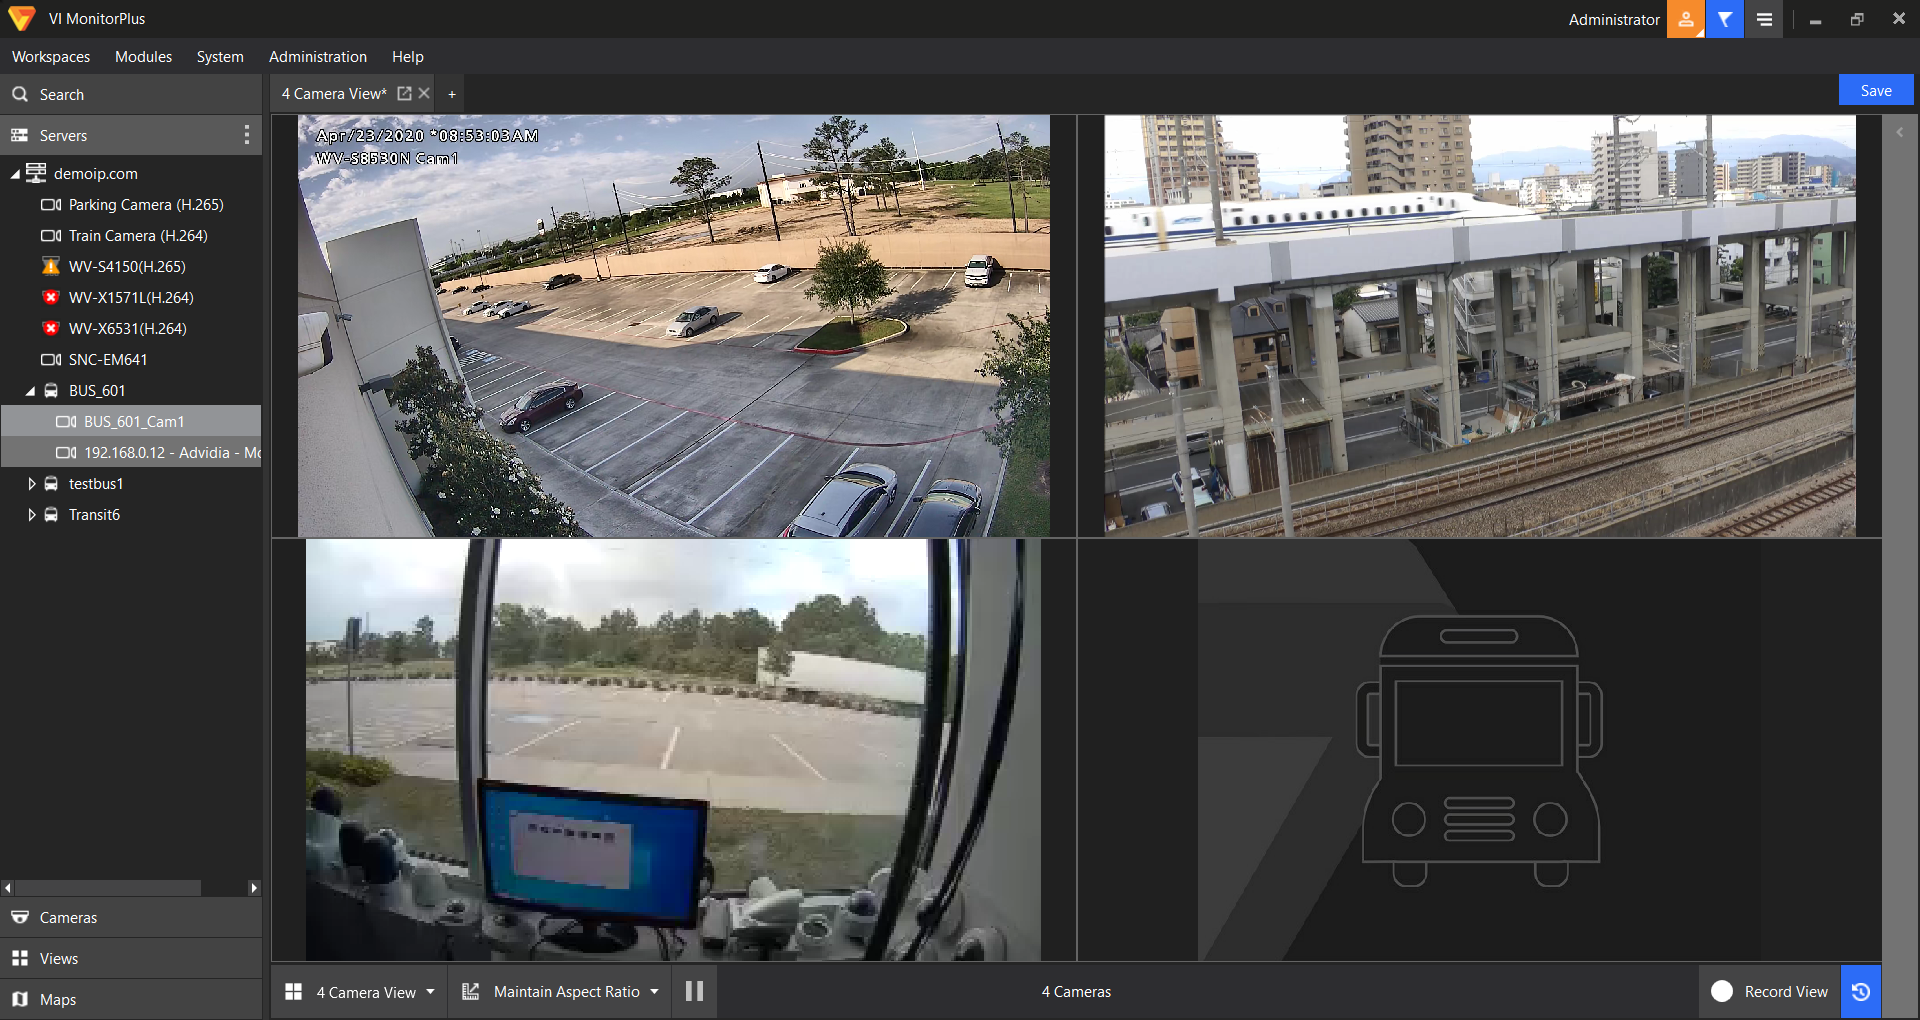 VI MonitorPlus
Administrator
Workspaces Modules System Administration Help
Search
4 Camera View* +
Save
Servers
demoip.com
Parking Camera (H.265)
Train Camera (H.264)
WV-S4150(H.265)
WV-X1571L(H.264)
WV-X6531(H.264)
SNC-EM641
BUS_601
BUS_601_Cam1
192.168.0.12 - Advidia - Mo
testbus1
Transit6
Apr/23/2020 *08:53:03AM
WV-S8530N Cam1
Cameras
Views
Maps
4 Camera View Maintain Aspect Ratio 4 Cameras Record View